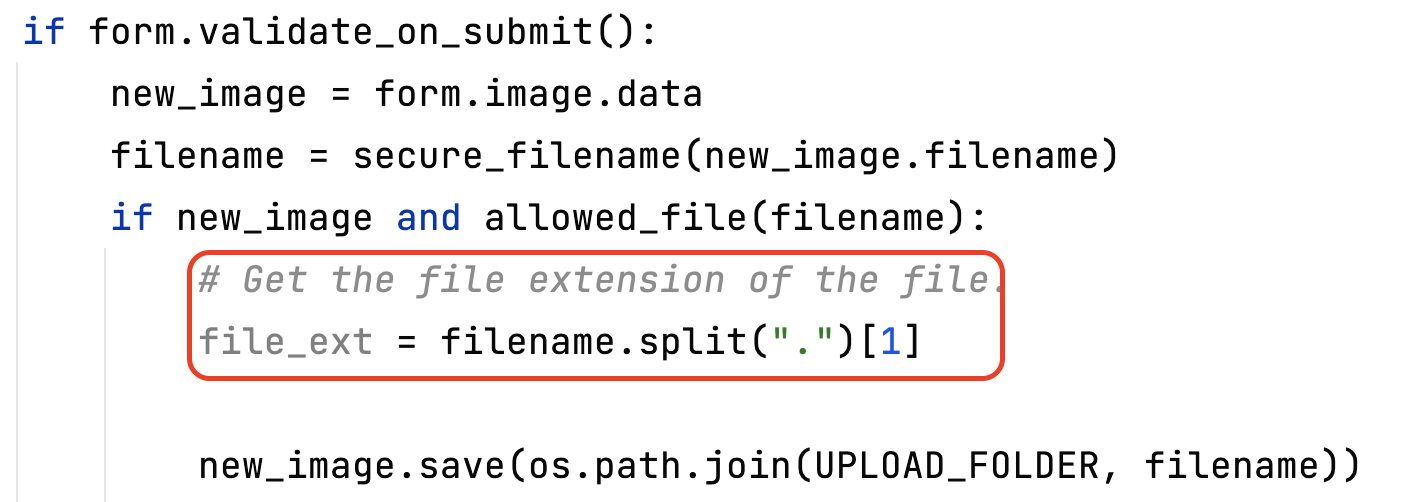 if form.validate_on_submit():
new_image = form.image.data
filename = secure_filename(new_image.filename)
if new_image and allowed_file(filename):
# Get the file extension of the file.
file_ext = filename.split(".")[1]
new_image.save(os.path.join(UPLOAD_FOLDER, filename))